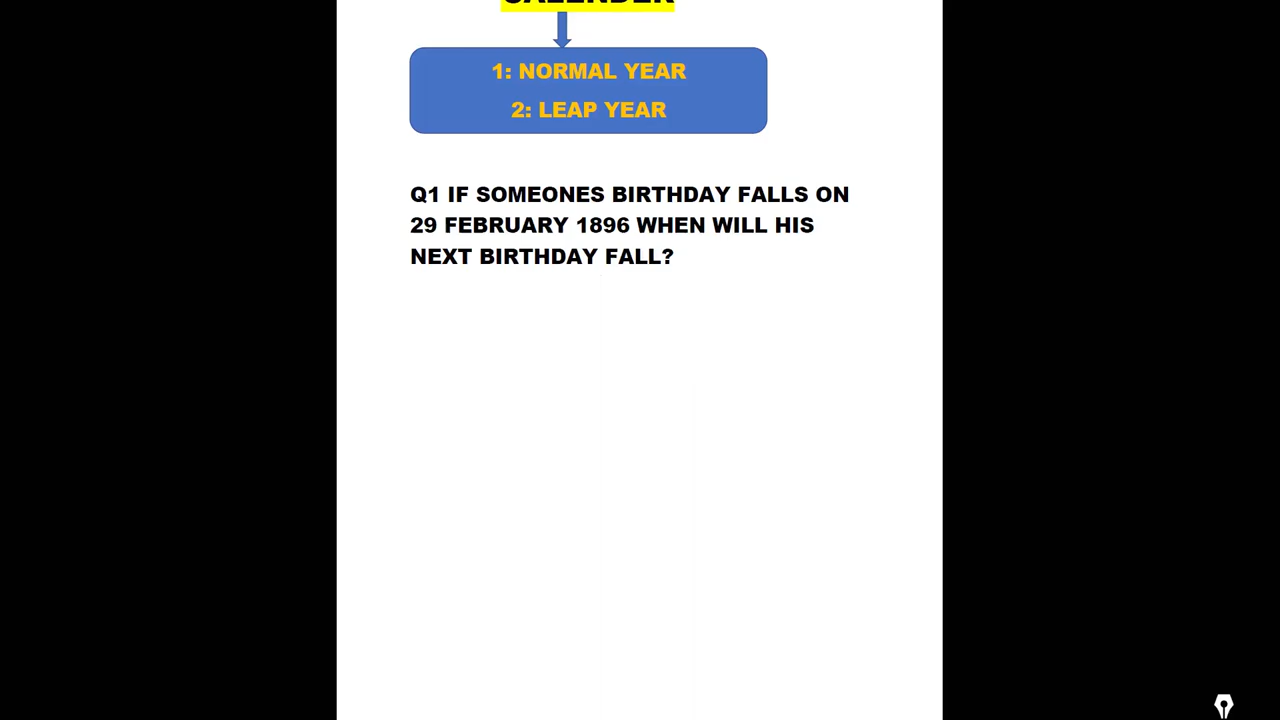 CALENDER
1: NORMAL YEAR
2: LEAP YEAR
Q1 IF SOMEONES BIRTHDAY FALLS ON
29 FEBRUARY 1896 WHEN WILL HIS
NEXT BIRTHDAY FALL?